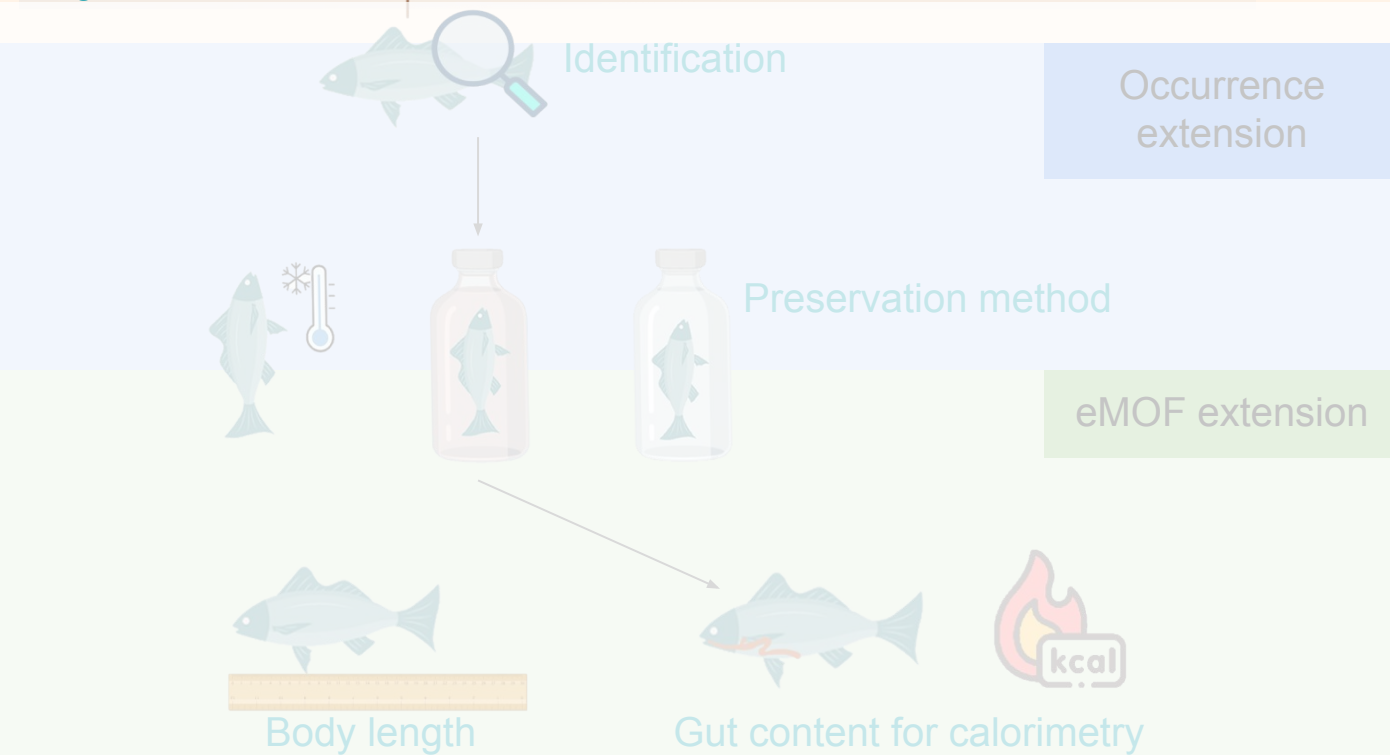 Identification
Occurrence
extension
Preservation method
eMOF extension
kcal
Body length
Gut content for calorimetry